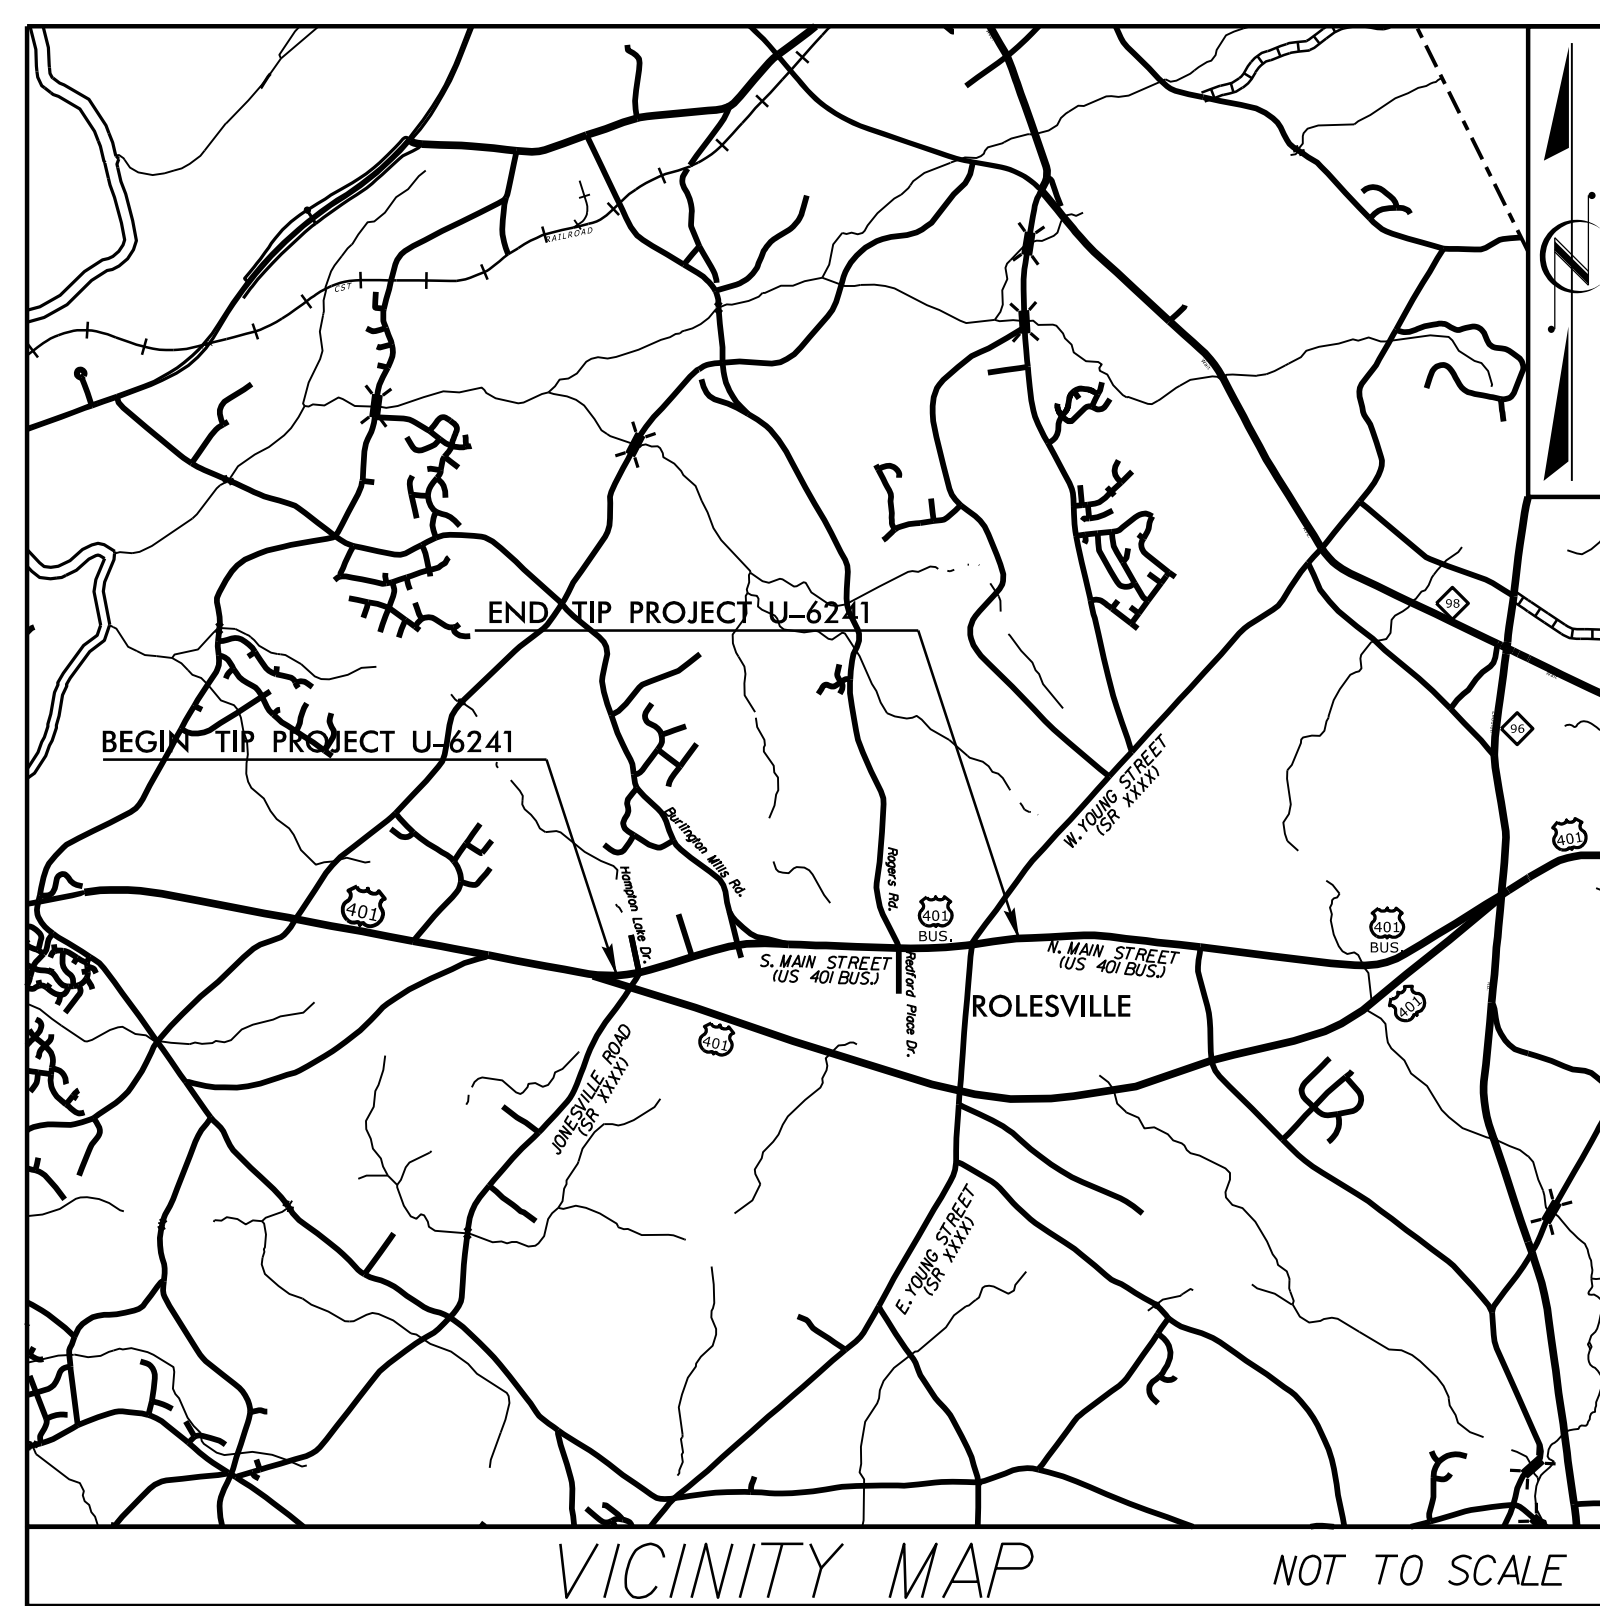 RAILROAD
CST
N
END TIP PROJECT U-6241
98
BEGIN TIP PROJECT U-6241
96
W. YOUNG STREET
(SR XXXX)
Burlington Mills Rd.
Rogers Rd.
Hampton Lake Dr.
401
401
401
BUS.
401
BUS.
S. MAIN STREET
(US 401 BUS.)
N. MAIN STREET
(US 401 BUS.)
Redford Place Dr.
ROLESVILLE
401
401
JONESVILLE ROAD
(SR XXXX)
E. YOUNG STREET
(SR XXXX)
VICINITY MAP
NOT TO SCALE